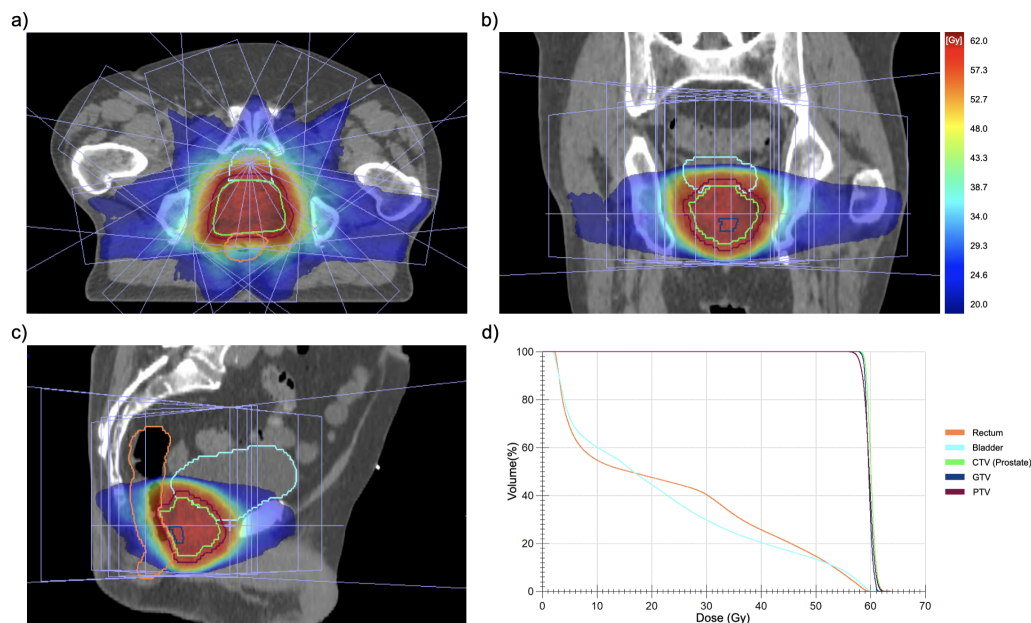 a)
b)
[Gy]
62.0
57.3
52.7
48.0
43.3
38.7
34.0
29.3
24.6
20.0
c)
d)
100
80
60
40
20
0
Volume(%)
0 10 20 30 40 50 60 70
Dose (Gy)
Rectum
Bladder
CTV (Prostate)
GTV
PTV